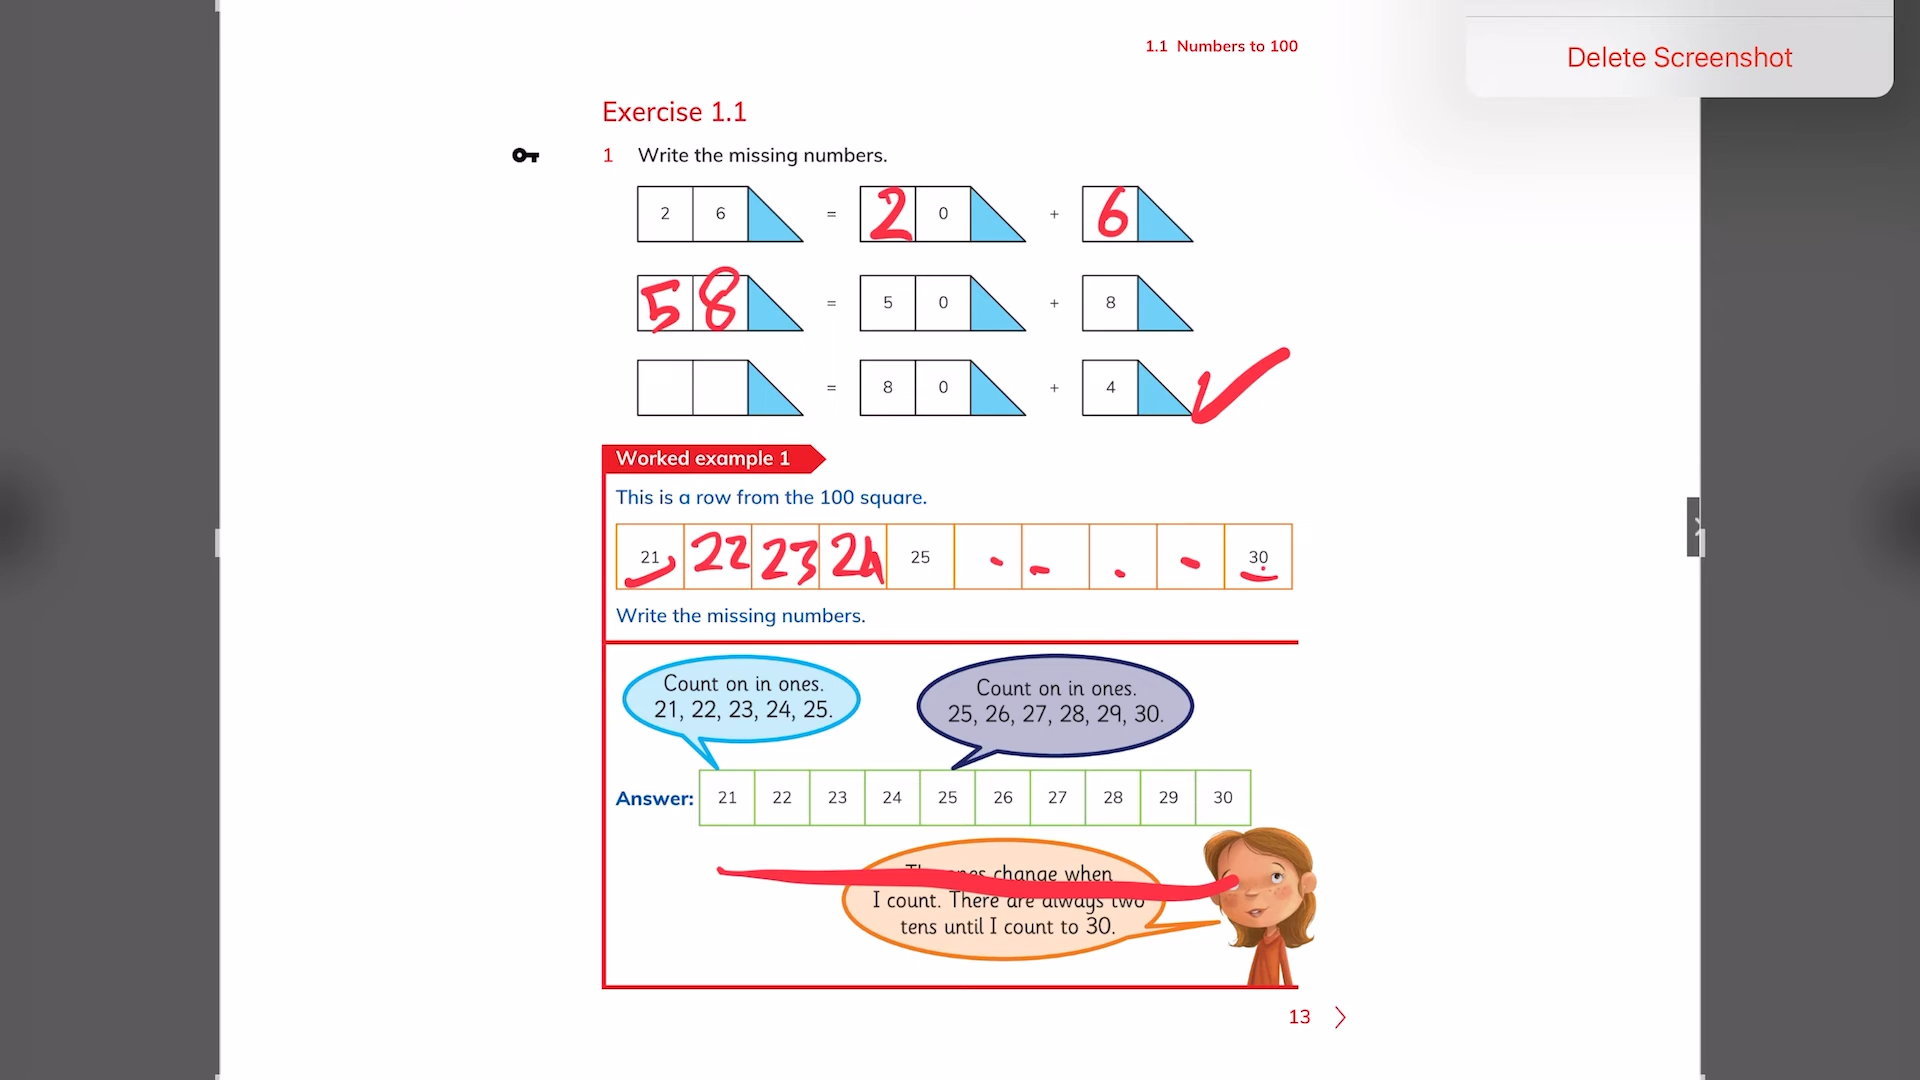 Delete Screenshot
1.1 Numbers to 100
Exercise 1.1
1 Write the missing numbers.
2 6 = 2 0 + 6
5 8 = 5 0 + 8
= 8 0 + 4
Worked example 1
This is a row from the 100 square.
21 22 23 24 25 30
Write the missing numbers.
Count on in ones.
21, 22, 23, 24, 25.
Count on in ones.
25, 26, 27, 28, 29, 30.
Answer: 21 22 23 24 25 26 27 28 29 30
change when
I count. There are always two
tens until I count to 30.
13